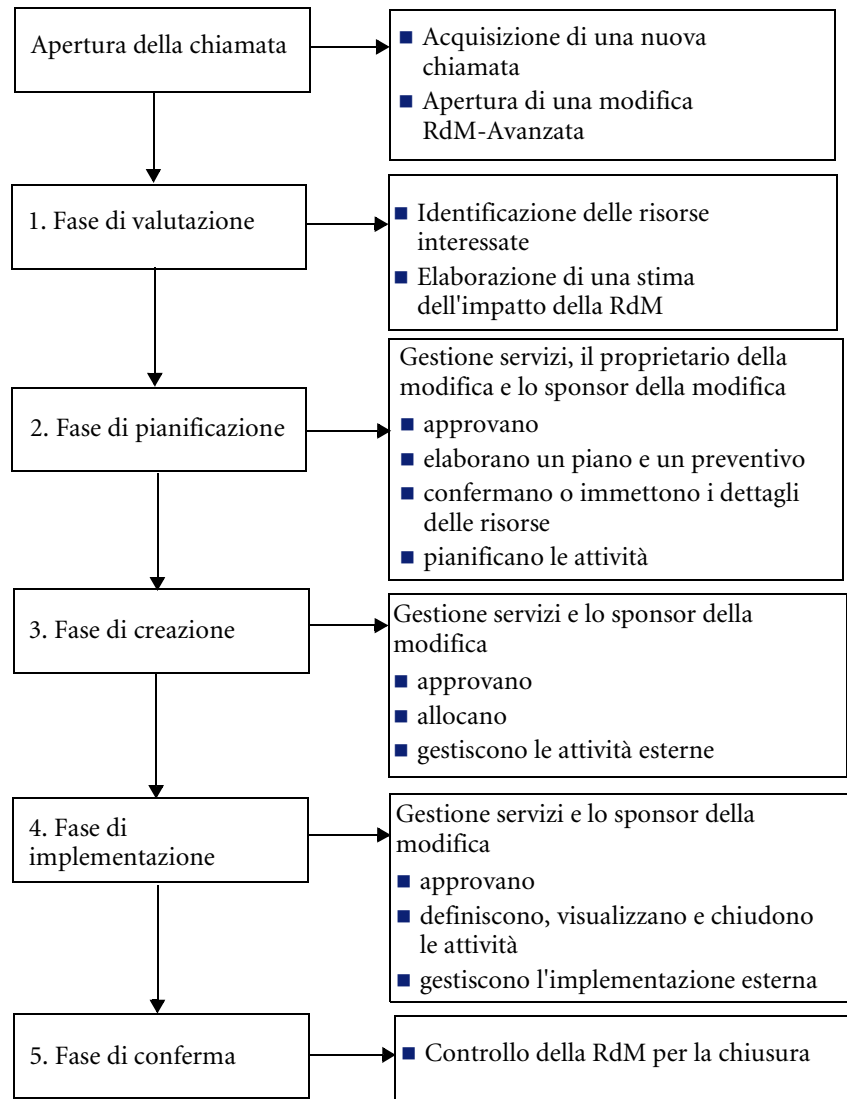 Apertura della chiamata
■ Acquisizione di una nuova
chiamata
■ Apertura di una modifica
RdM-Avanzata
1. Fase di valutazione
■ Identificazione delle risorse
interessate
■ Elaborazione di una stima
dell'impatto della RdM
2. Fase di pianificazione
Gestione servizi, il proprietario della
modifica e lo sponsor della modifica
■ approvano
■ elaborano un piano e un preventivo
■ confermano o immettono i dettagli
delle risorse
■ pianificano le attività
3. Fase di creazione
Gestione servizi e lo sponsor della
modifica
■ approvano
■ allocano
■ gestiscono le attività esterne
4. Fase di
implementazione
Gestione servizi e lo sponsor della
modifica
■ approvano
■ definiscono, visualizzano e chiudono
le attività
■ gestiscono l'implementazione esterna
5. Fase di conferma
■ Controllo della RdM per la chiusura